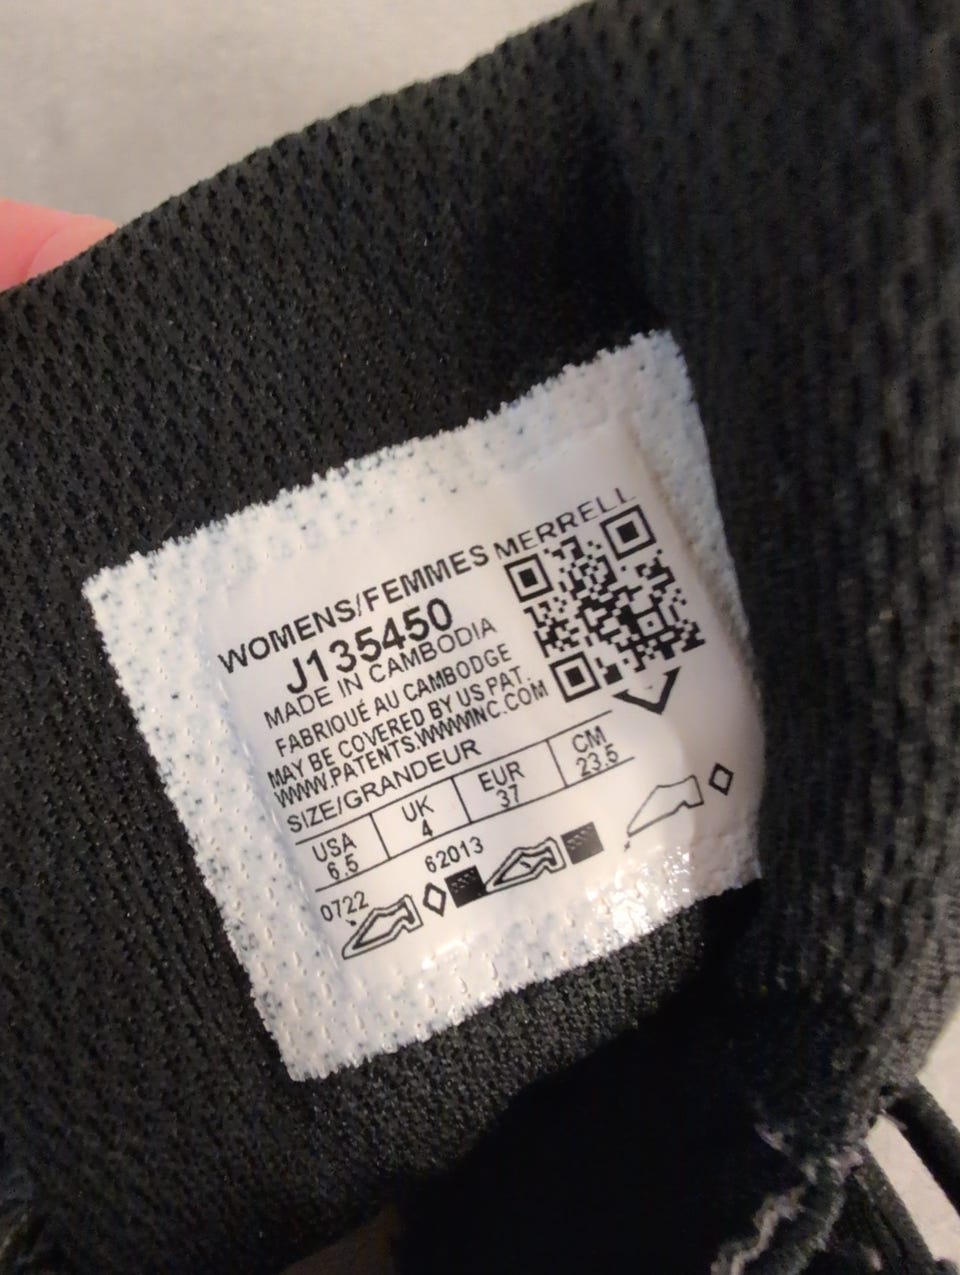 WOMENS/FEMMES MERRELL
J135450
MADE IN CAMBODIA
FABRIQUÉ AU CAMBODGE
MAY BE COVERED BY US PAT.
WWW.PATENTS.WWWINC.COM
SIZE/GRANDEUR
USA UK EUR CM
6.5 4 37 23.5
0722 62013